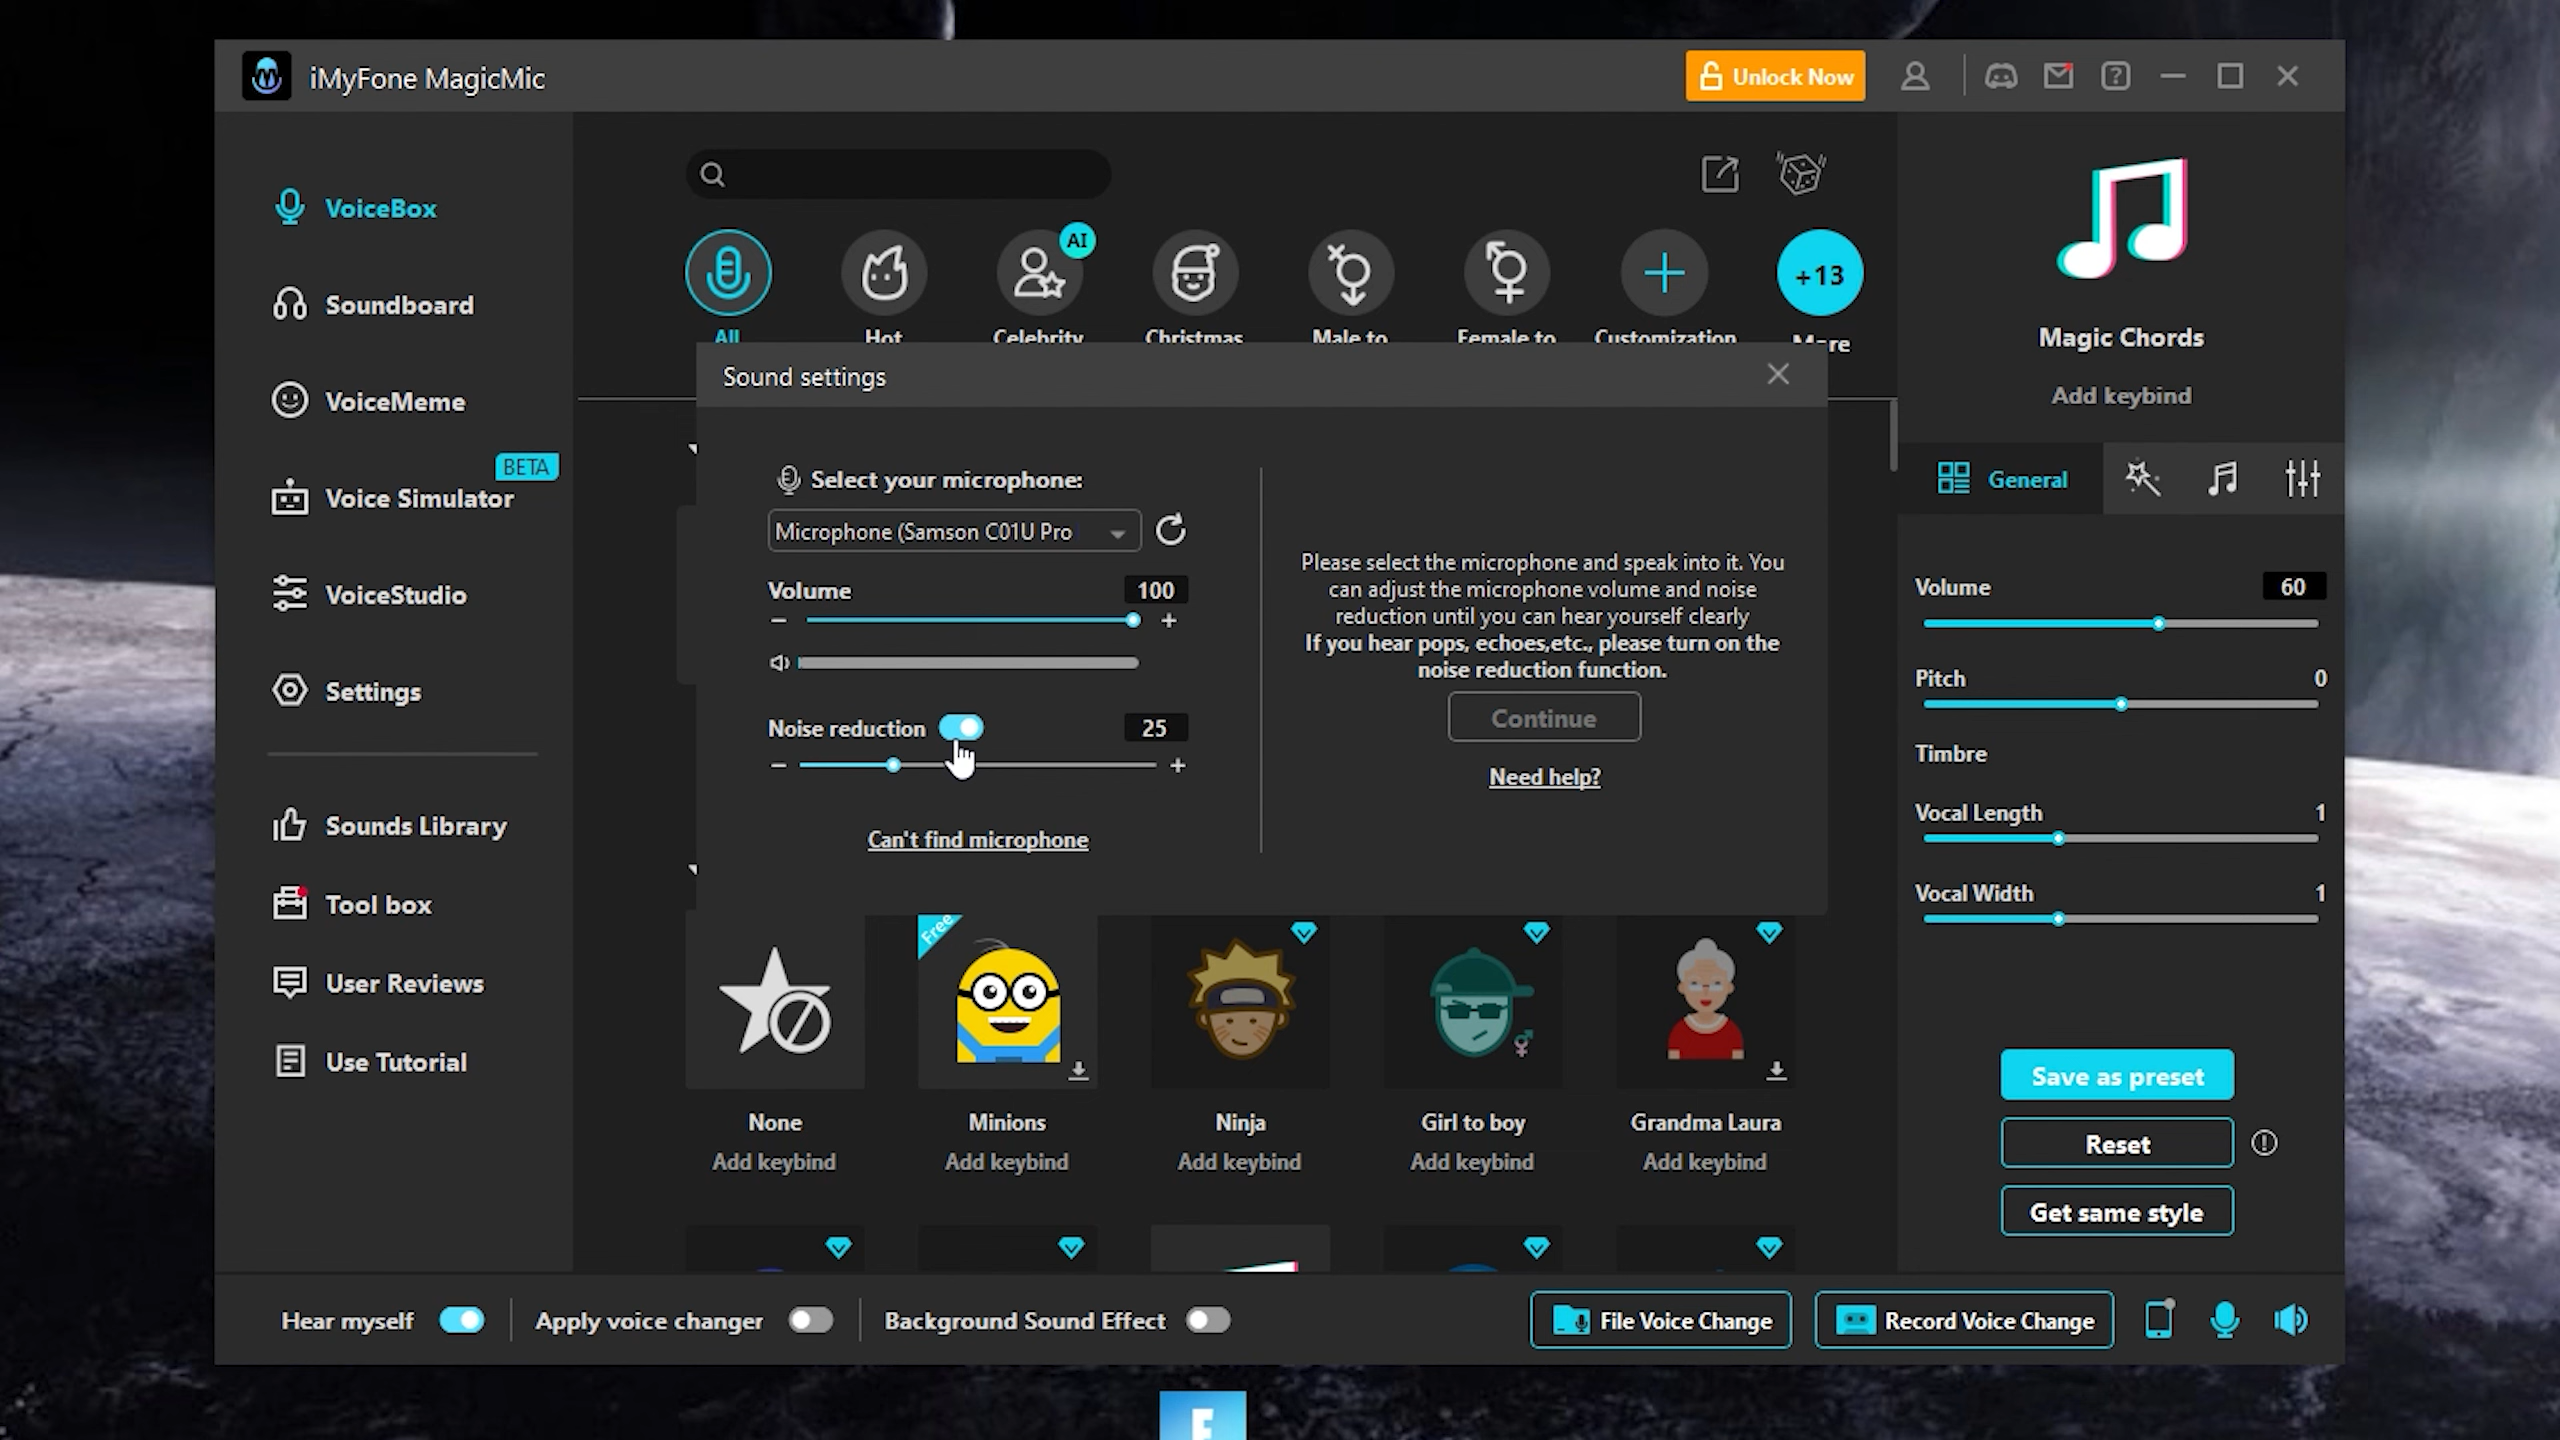 iMyFone MagicMic
Unlock Now
VoiceBox
Soundboard
VoiceMeme
BETA
Voice Simulator
VoiceStudio
Settings
Sounds Library
Tool box
User Reviews
Use Tutorial
AI
+13
All
Hot
Celebrity
Christmas
Male to
Female to
Customization
More
Sound settings
Select your microphone:
Microphone (Samson C01U Pro
Volume
100
Noise reduction
25
Can't find microphone
Please select the microphone and speak into it. You
can adjust the microphone volume and noise
reduction until you can hear yourself clearly
If you hear pops, echoes,etc., please turn on the
noise reduction function.
Continue
Need help?
Free
None
Minions
Ninja
Girl to boy
Grandma Laura
Add keybind
Add keybind
Add keybind
Add keybind
Add keybind
Magic Chords
Add keybind
General
Volume
60
Pitch
0
Timbre
Vocal Length
1
Vocal Width
1
Save as preset
Reset
Get same style
Hear myself
Apply voice changer
Background Sound Effect
File Voice Change
Record Voice Change